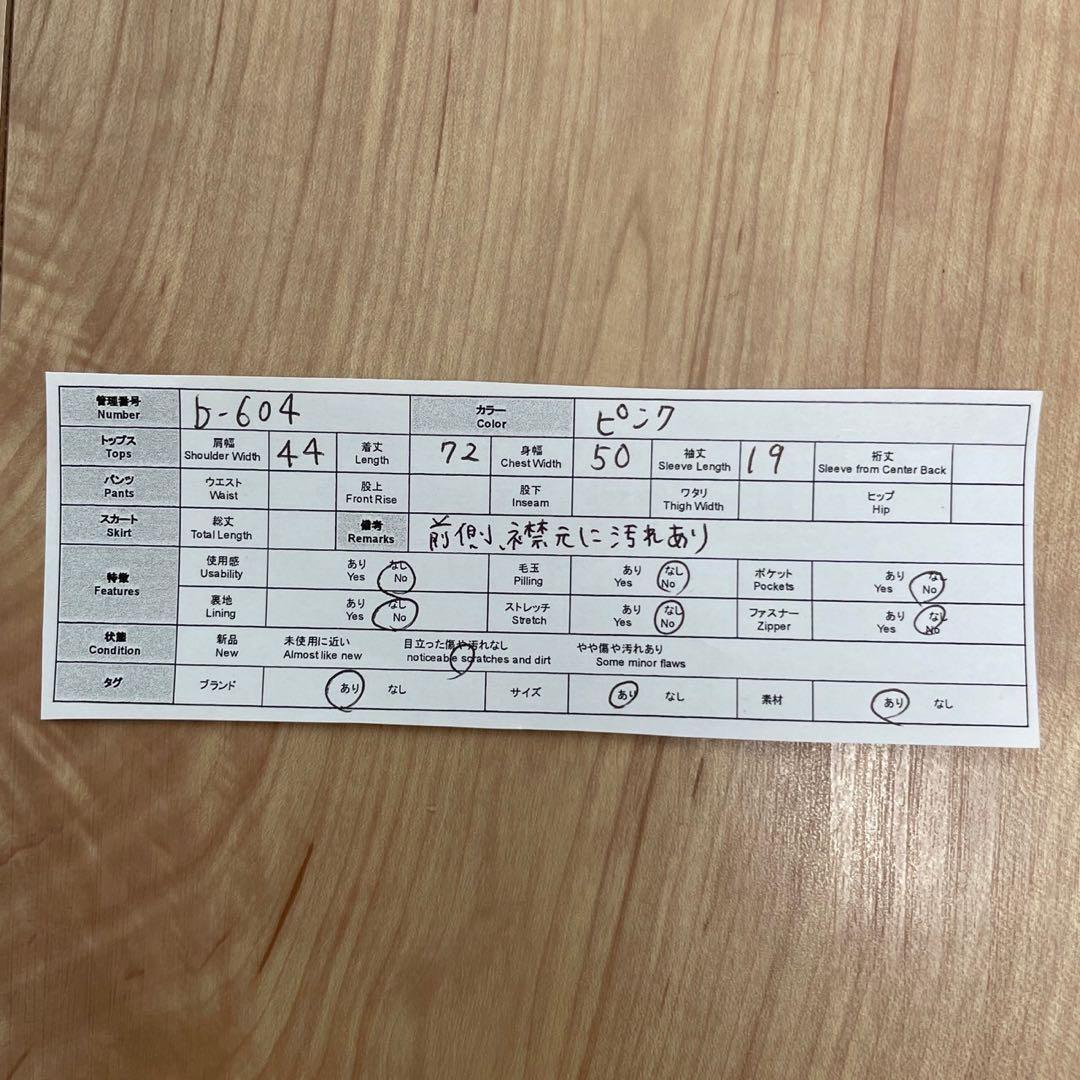 管理番号 Number b-604 カラー Color ピンク
トップス Tops 肩幅 Shoulder Width 44 着丈 Length 72 身幅 Chest Width 50 袖丈 Sleeve Length 19 裄丈 Sleeve from Center Back
パンツ Pants ウエスト Waist 股上 Front Rise 股下 Inseam ワタリ Thigh Width ヒップ Hip
スカート Skirt 総丈 Total Length 備考 Remarks 前側、襟元に汚れあり
特徴 Features 使用感 Usability あり Yes なし No 毛玉 Pilling あり Yes なし No ポケット Pockets あり Yes なし No
裏地 Lining あり Yes なし No ストレッチ Stretch あり Yes なし No ファスナー Zipper あり Yes なし No
状態 Condition 新品 New 未使用に近い Almost like new 目立った傷や汚れなし noticeable scratches and dirt やや傷や汚れあり Some minor flaws
タグ ブランド あり なし サイズ あり なし 素材 あり なし